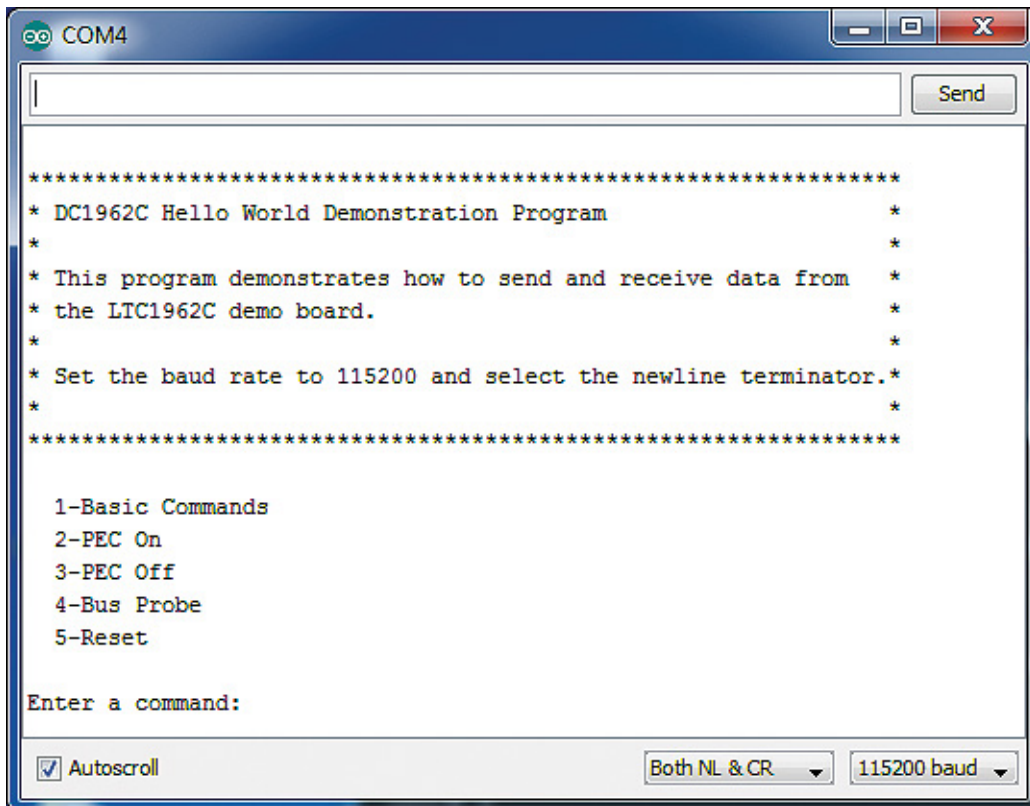 COM4
Send
*****************************************************************
* DC1962C Hello World Demonstration Program *
* *
* This program demonstrates how to send and receive data from *
* the LTC1962C demo board. *
* *
* Set the baud rate to 115200 and select the newline terminator.*
* *
*****************************************************************
1-Basic Commands
2-PEC On
3-PEC Off
4-Bus Probe
5-Reset
Enter a command:
Autoscroll
Both NL & CR
115200 baud